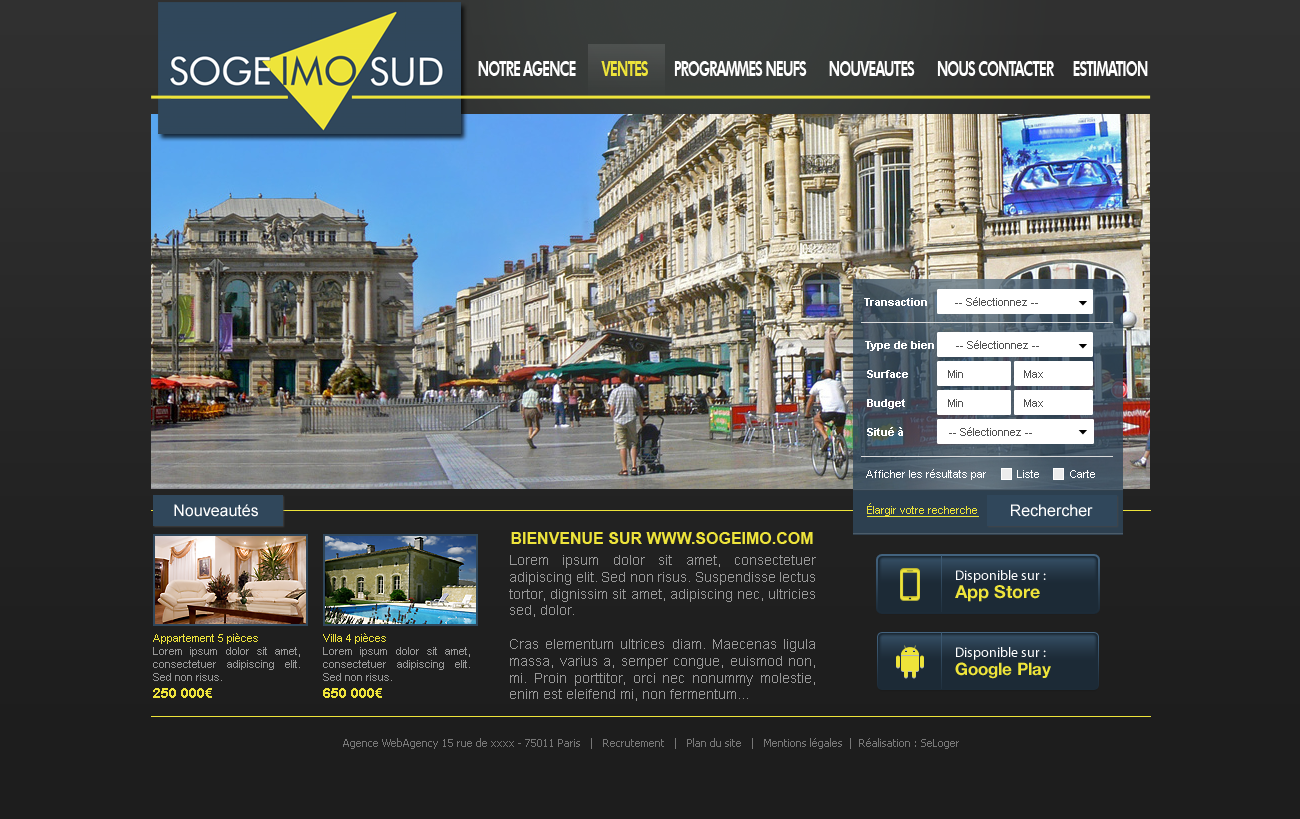 SOGEIMO SUD
NOTRE AGENCE
VENTES
PROGRAMMES NEUFS
NOUVEAUTES
NOUS CONTACTER
ESTIMATION
Transaction
-- Sélectionnez --
Type de bien
-- Sélectionnez --
Surface
Min
Max
Budget
Min
Max
Situé à
-- Sélectionnez --
Afficher les résultats par
Liste
Carte
Élargir votre recherche
Rechercher
Nouveautés
Appartement 5 pièces
Lorem ipsum dolor sit amet,
consectetuer adipiscing elit.
Sed non risus.
250 000€
Villa 4 pièces
Lorem ipsum dolor sit amet,
consectetuer adipiscing elit.
Sed non risus.
650 000€
BIENVENUE SUR WWW.SOGEIMO.COM
Lorem ipsum dolor sit amet, consectetuer
adipiscing elit. Sed non risus. Suspendisse lectus
tortor, dignissim sit amet, adipiscing nec, ultricies
sed, dolor.
Cras elementum ultrices diam. Maecenas ligula
massa, varius a, semper congue, euismod non,
mi. Proin porttitor, orci nec nonummy molestie,
enim est eleifend mi, non fermentum...
Disponible sur :
App Store
Disponible sur :
Google Play
Agence WebAgency 15 rue de xxxx - 75011 Paris | Recrutement | Plan du site | Mentions légales | Réalisation : SeLoger